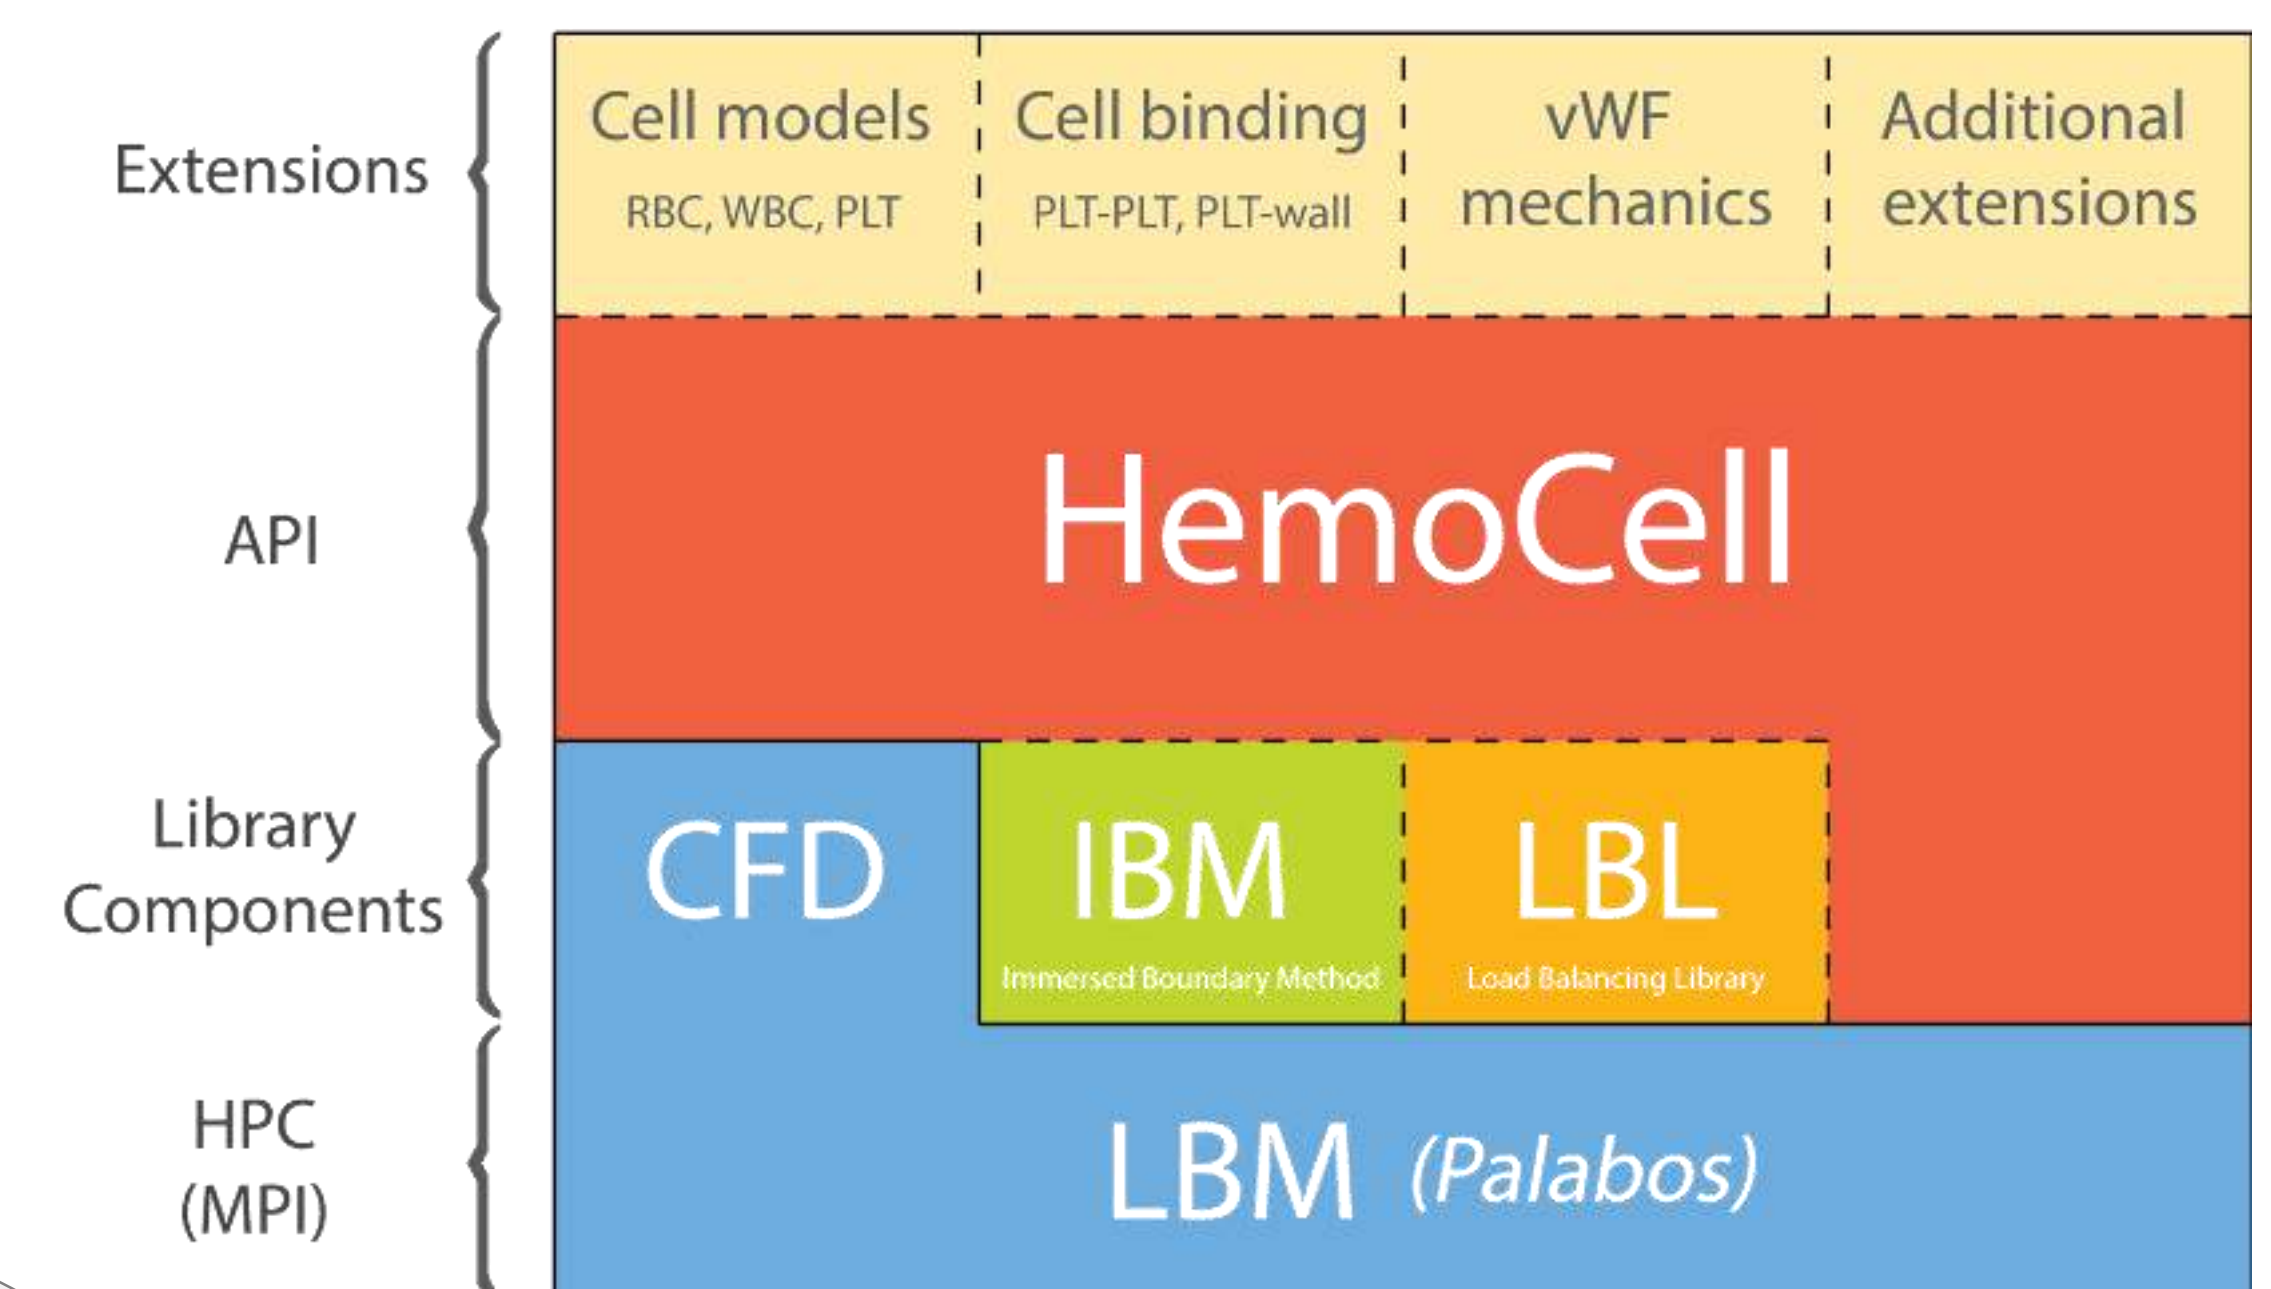 Extensions
Cell models
RBC, WBC, PLT
Cell binding
PLT-PLT, PLT-wall
vWF
mechanics
Additional
extensions
API
HemoCell
Library
Components
CFD
IBM
Immersed Boundary Method
LBL
Load Balancing Library
HPC
(MPI)
LBM (Palabos)